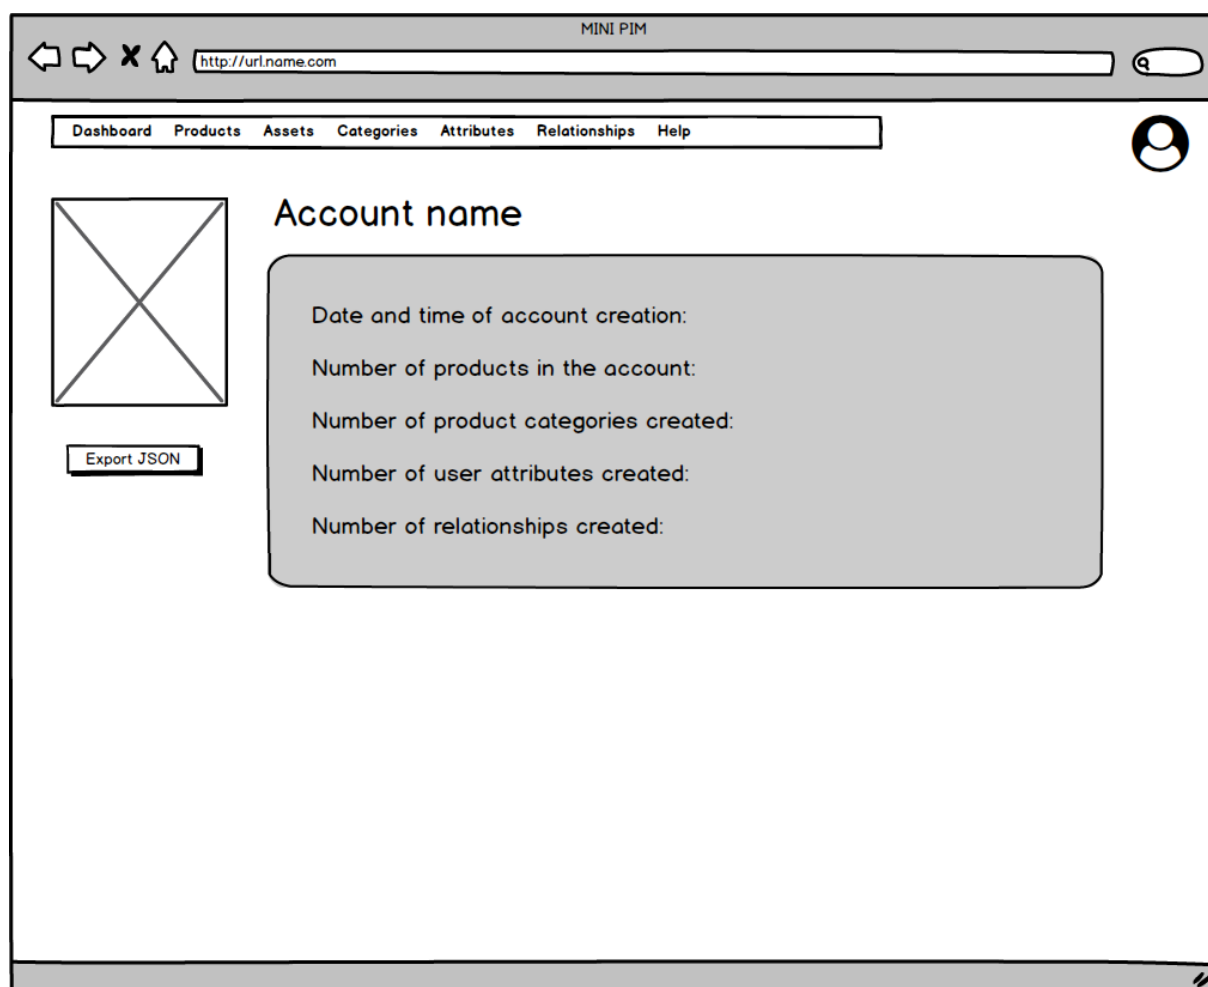 MINI PIM
http://url.name.com
Dashboard Products Assets Categories Attributes Relationships Help
Account name
Date and time of account creation:
Number of products in the account:
Number of product categories created:
Export JSON
Number of user attributes created:
Number of relationships created: